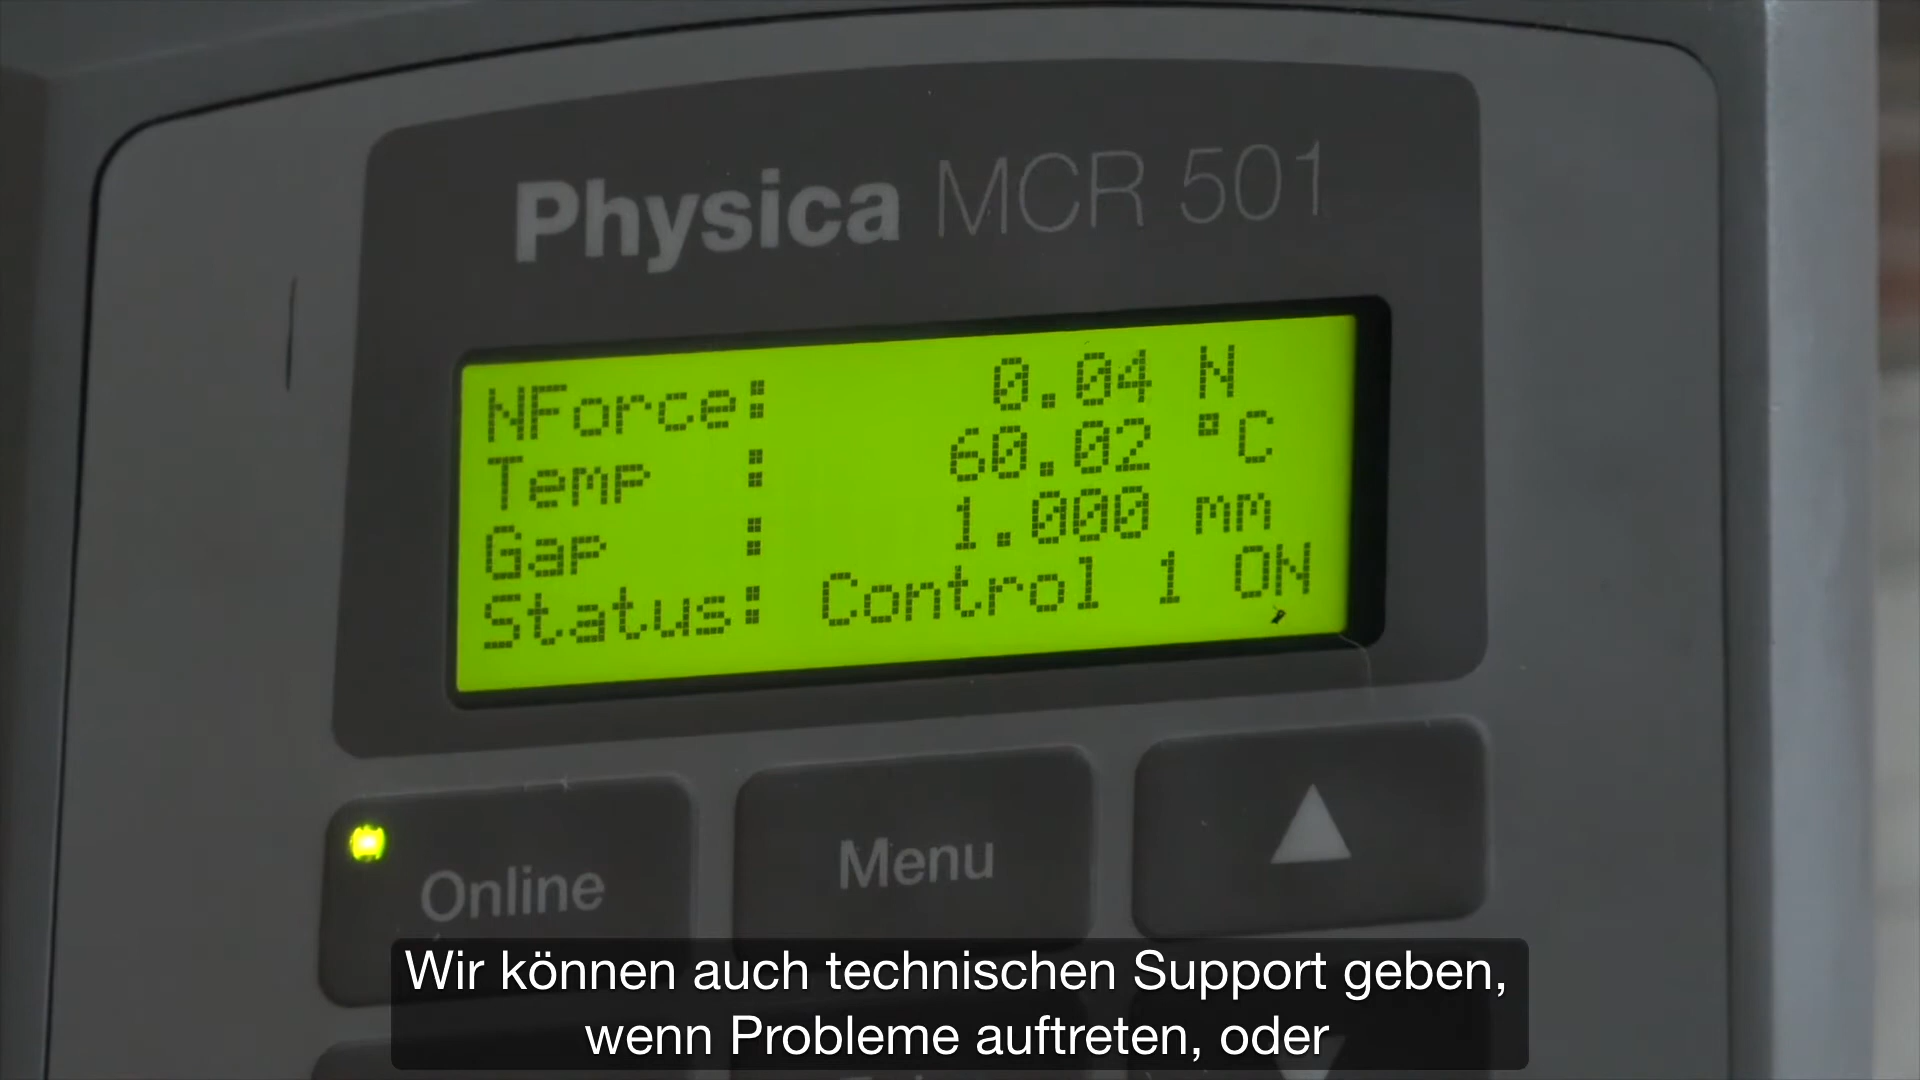 Physica MCR 501
NForce: 0.04 N
Temp : 60.02 °C
Gap : 1.000 mm
Status: Control 1 ON
Online
Menu
Wir können auch technischen Support geben,
wenn Probleme auftreten, oder